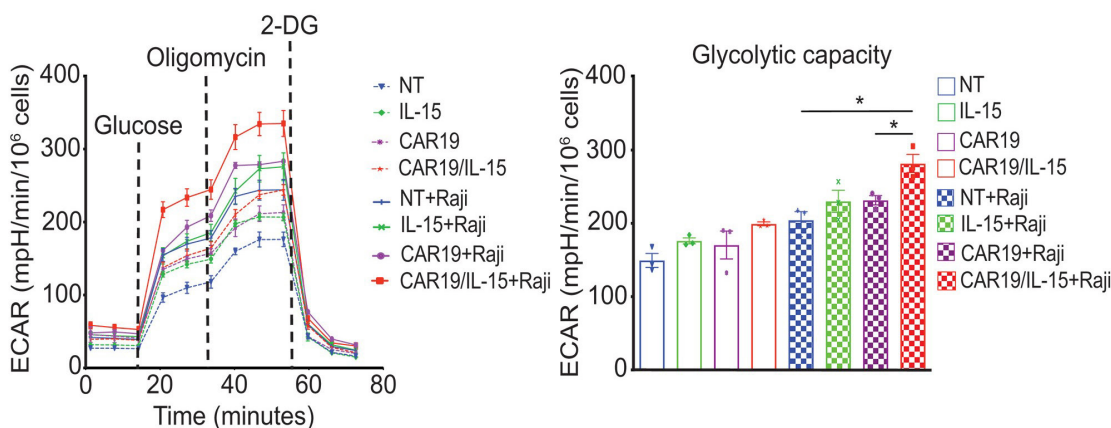 2-DG
Oligomycin
Glucose
ECAR (mpH/min/10⁶ cells)
400
300
200
100
0
0
20
40
60
80
Time (minutes)
NT
IL-15
CAR19
CAR19/IL-15
NT+Raji
IL-15+Raji
CAR19+Raji
CAR19/IL-15+Raji
Glycolytic capacity
ECAR (mpH/min/10⁶ cells)
400
300
200
100
0
*
*
NT
IL-15
CAR19
CAR19/IL-15
NT+Raji
IL-15+Raji
CAR19+Raji
CAR19/IL-15+Raji